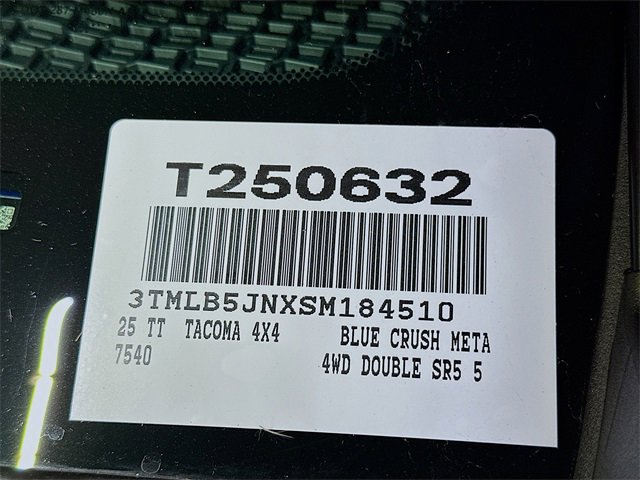 T250632
3TMLB5JNXSM184510
25 TT TACOMA 4X4 BLUE CRUSH META
7540 4WD DOUBLE SR5 5